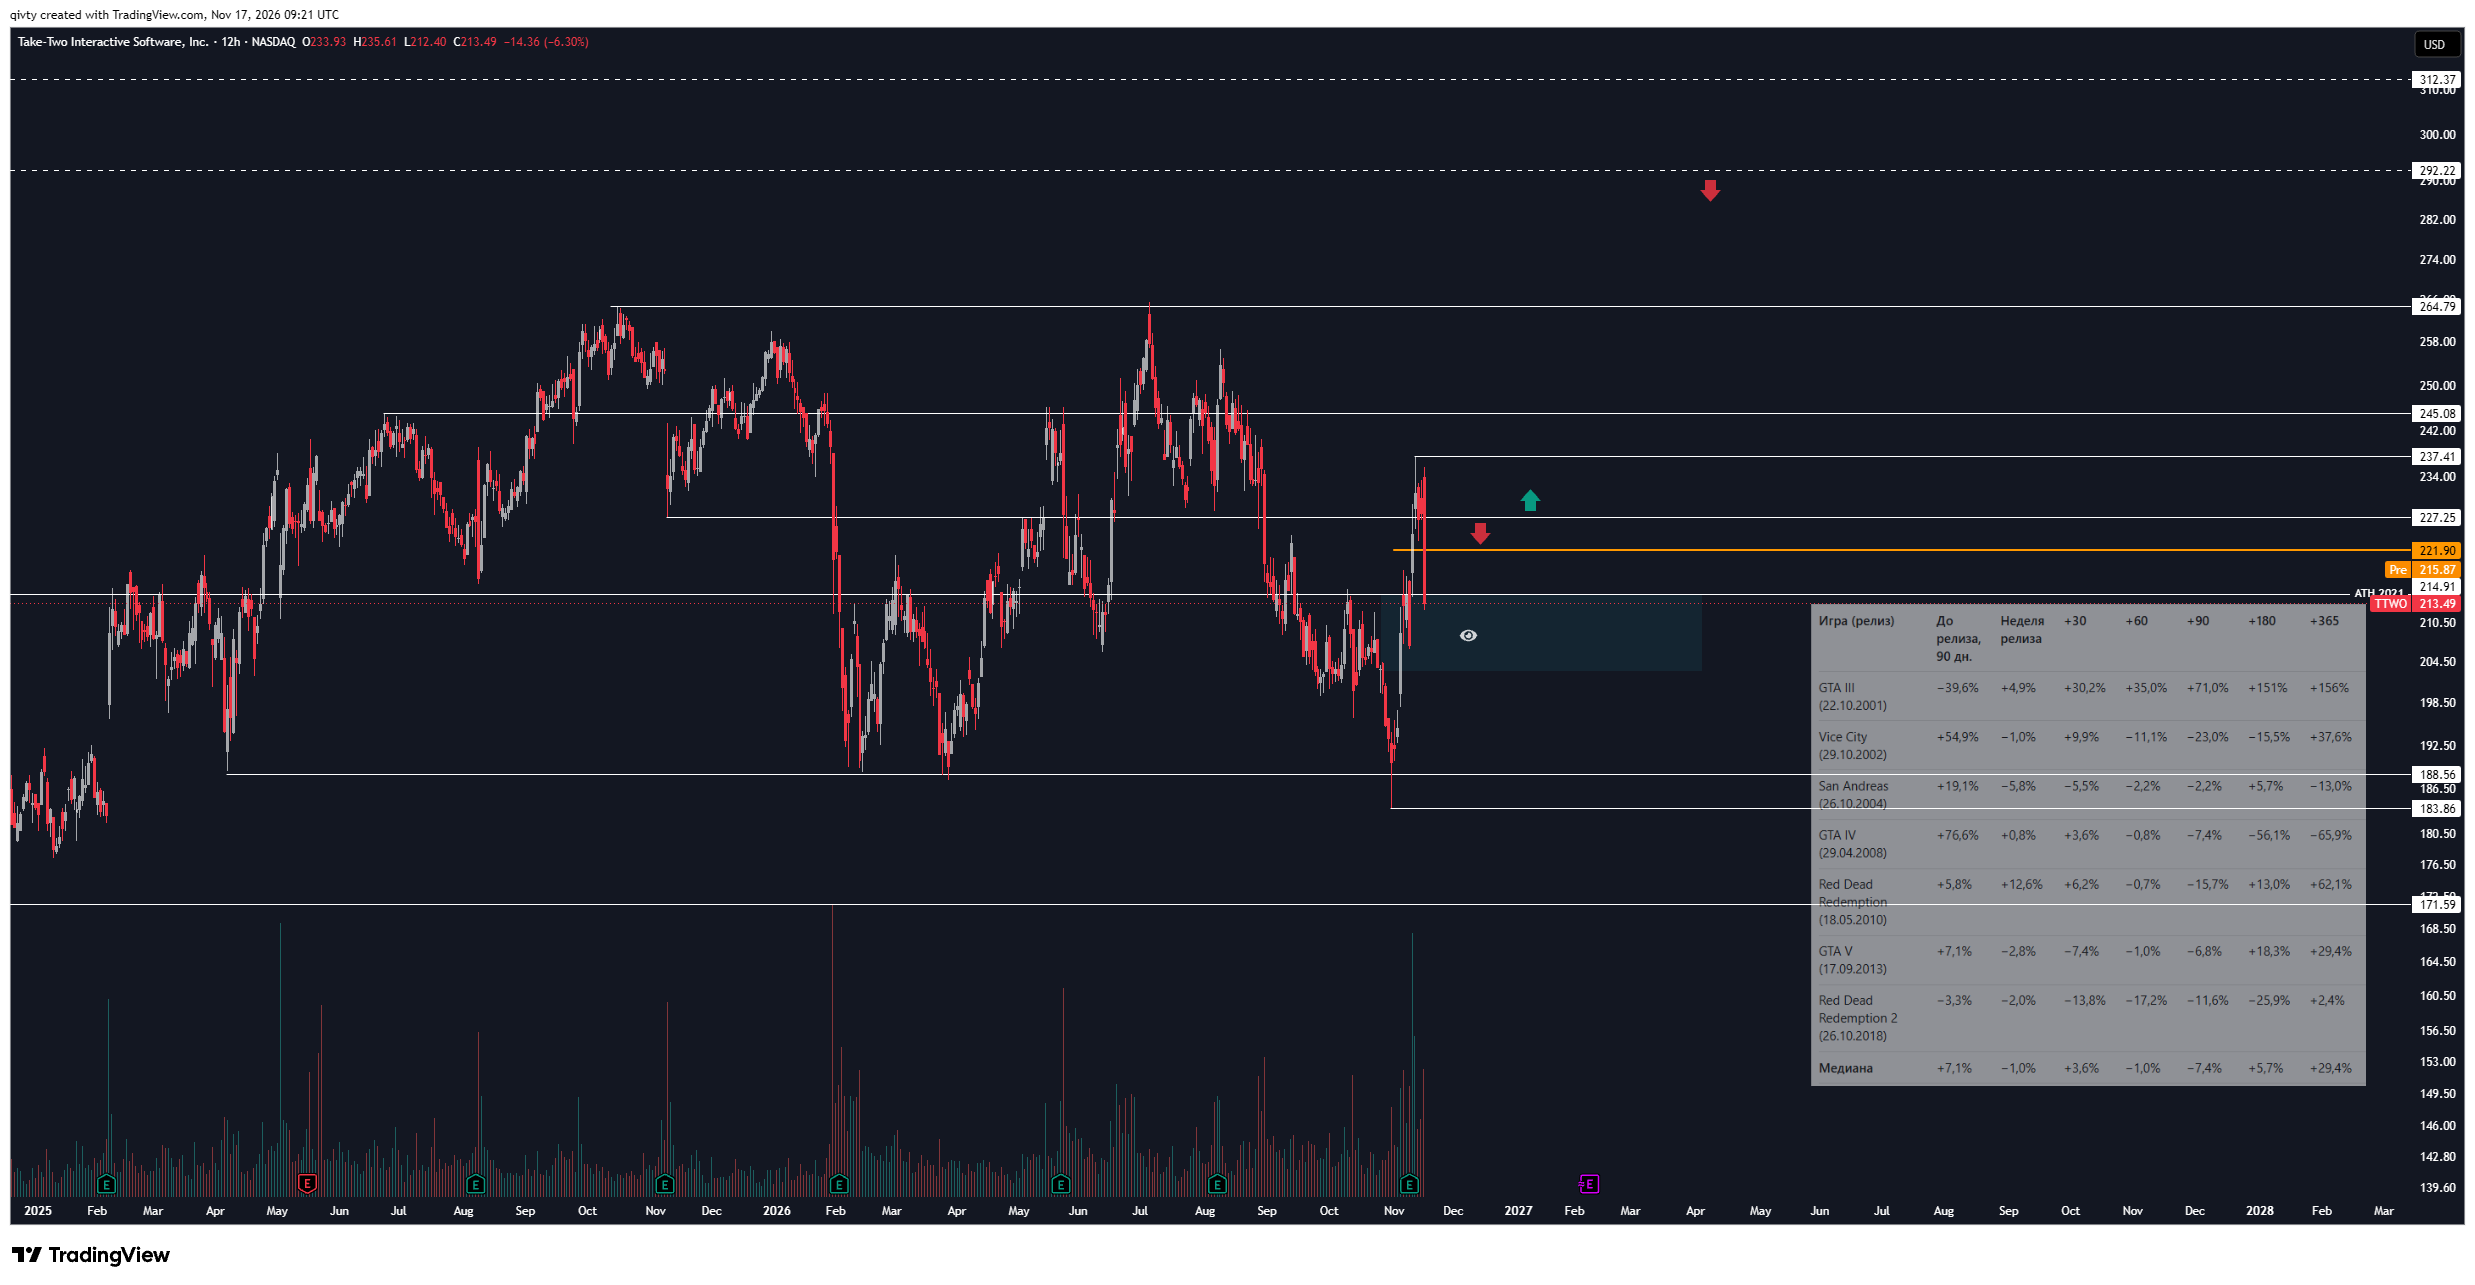 qivty created with TradingView.com, Nov 17, 2026 09:21 UTC
Take-Two Interactive Software, Inc. · 12h · NASDAQ O233.93 H235.61 L212.40 C213.49 −14.36 (−6.30%)
USD
312.37
310.00
300.00
292.22
290.00
282.00
274.00
264.79
258.00
250.00
245.08
242.00
237.41
234.00
227.25
221.90
Pre 215.87
214.91
ATH 2021
TTWO 213.49
210.50
204.50
198.50
192.50
188.56
186.50
183.86
180.50
176.50
171.59
168.50
164.50
160.50
156.50
153.00
149.50
146.00
142.80
139.60
Игра (релиз) До релиза, 90 дн. Неделя релиза +30 +60 +90 +180 +365
GTA III (22.10.2001) −39,6% +4,9% +30,2% +35,0% +71,0% +151% +156%
Vice City (29.10.2002) +54,9% −1,0% +9,9% −11,1% −23,0% −15,5% +37,6%
San Andreas (26.10.2004) +19,1% −5,8% −5,5% −2,2% −2,2% +5,7% −13,0%
GTA IV (29.04.2008) +76,6% +0,8% +3,6% −0,8% −7,4% −56,1% −65,9%
Red Dead Redemption (18.05.2010) +5,8% +12,6% +6,2% −0,7% −15,7% +13,0% +62,1%
GTA V (17.09.2013) +7,1% −2,8% −7,4% −1,0% −6,8% +18,3% +29,4%
Red Dead Redemption 2 (26.10.2018) −3,3% −2,0% −13,8% −17,2% −11,6% −25,9% +2,4%
Медиана +7,1% −1,0% +3,6% −1,0% −7,4% +5,7% +29,4%
E E E E E E E E E
2025 Feb Mar Apr May Jun Jul Aug Sep Oct Nov Dec 2026 Feb Mar Apr May Jun Jul Aug Sep Oct Nov Dec 2027 Feb Mar Apr May Jun Jul Aug Sep Oct Nov Dec 2028 Feb Mar
TradingView